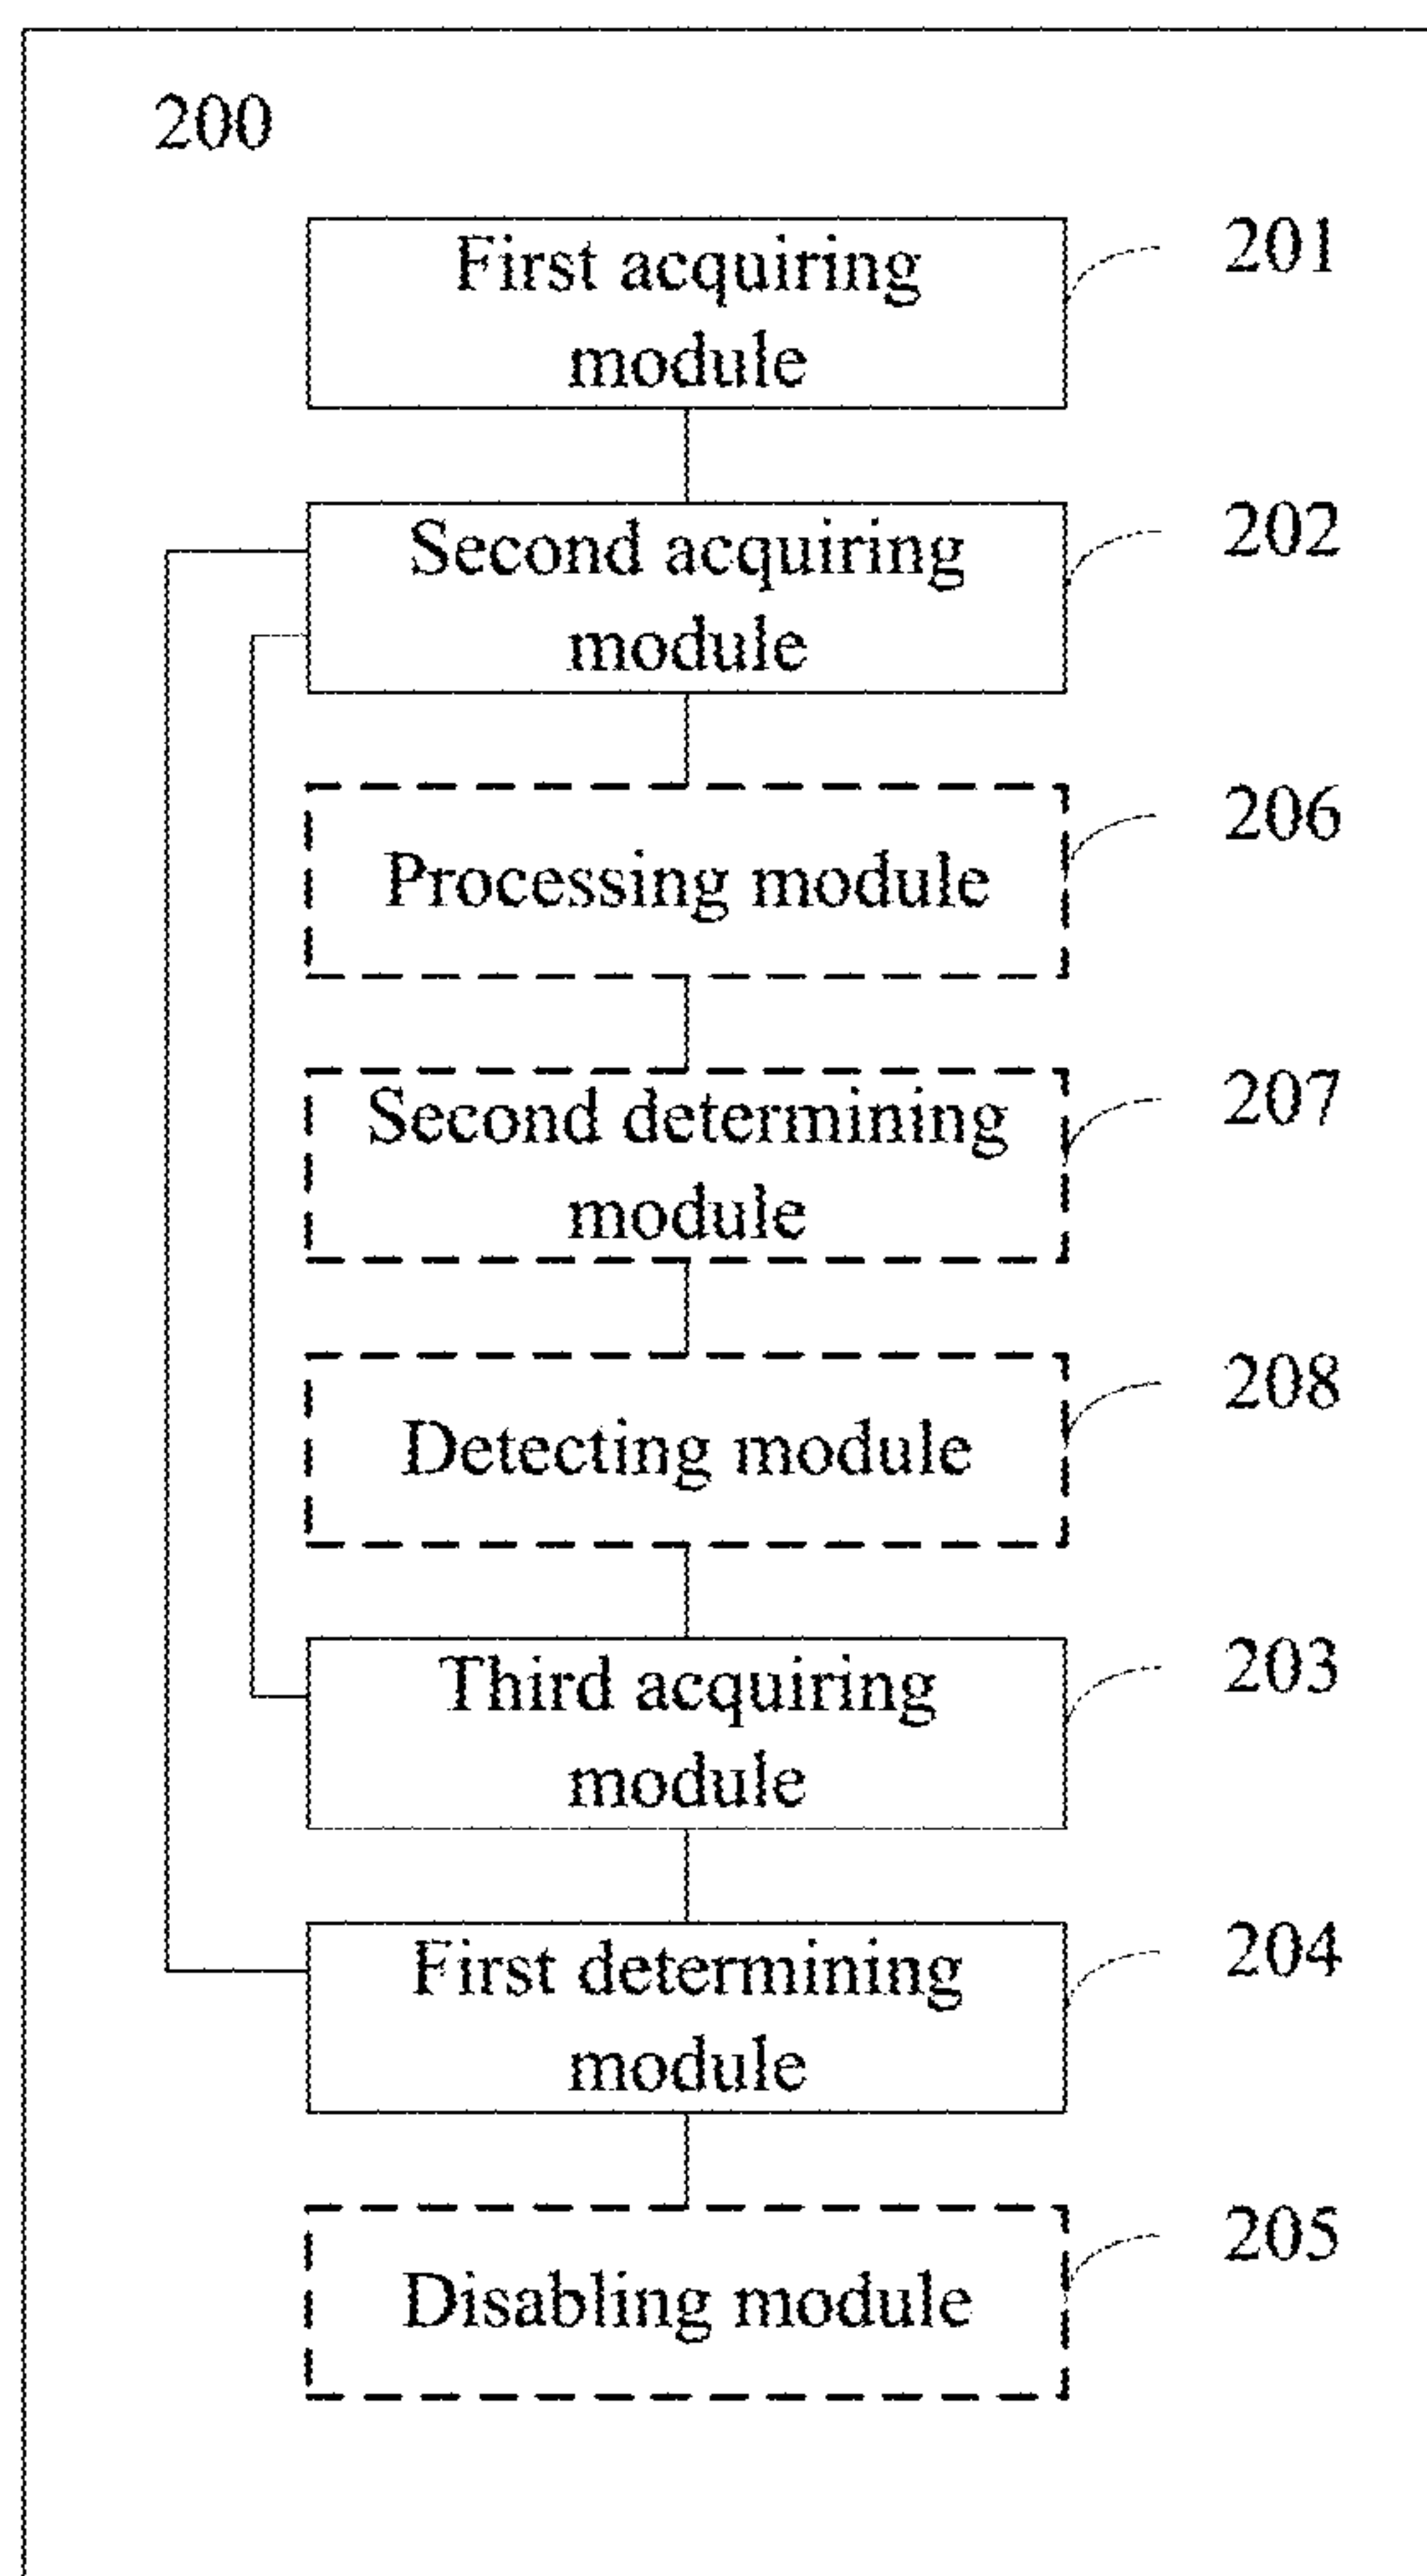 200
First acquiring
module
201
Second acquiring
module
202
Processing module
206
Second determining
module
207
Detecting module
208
Third acquiring
module
203
First determining
module
204
Disabling module
205